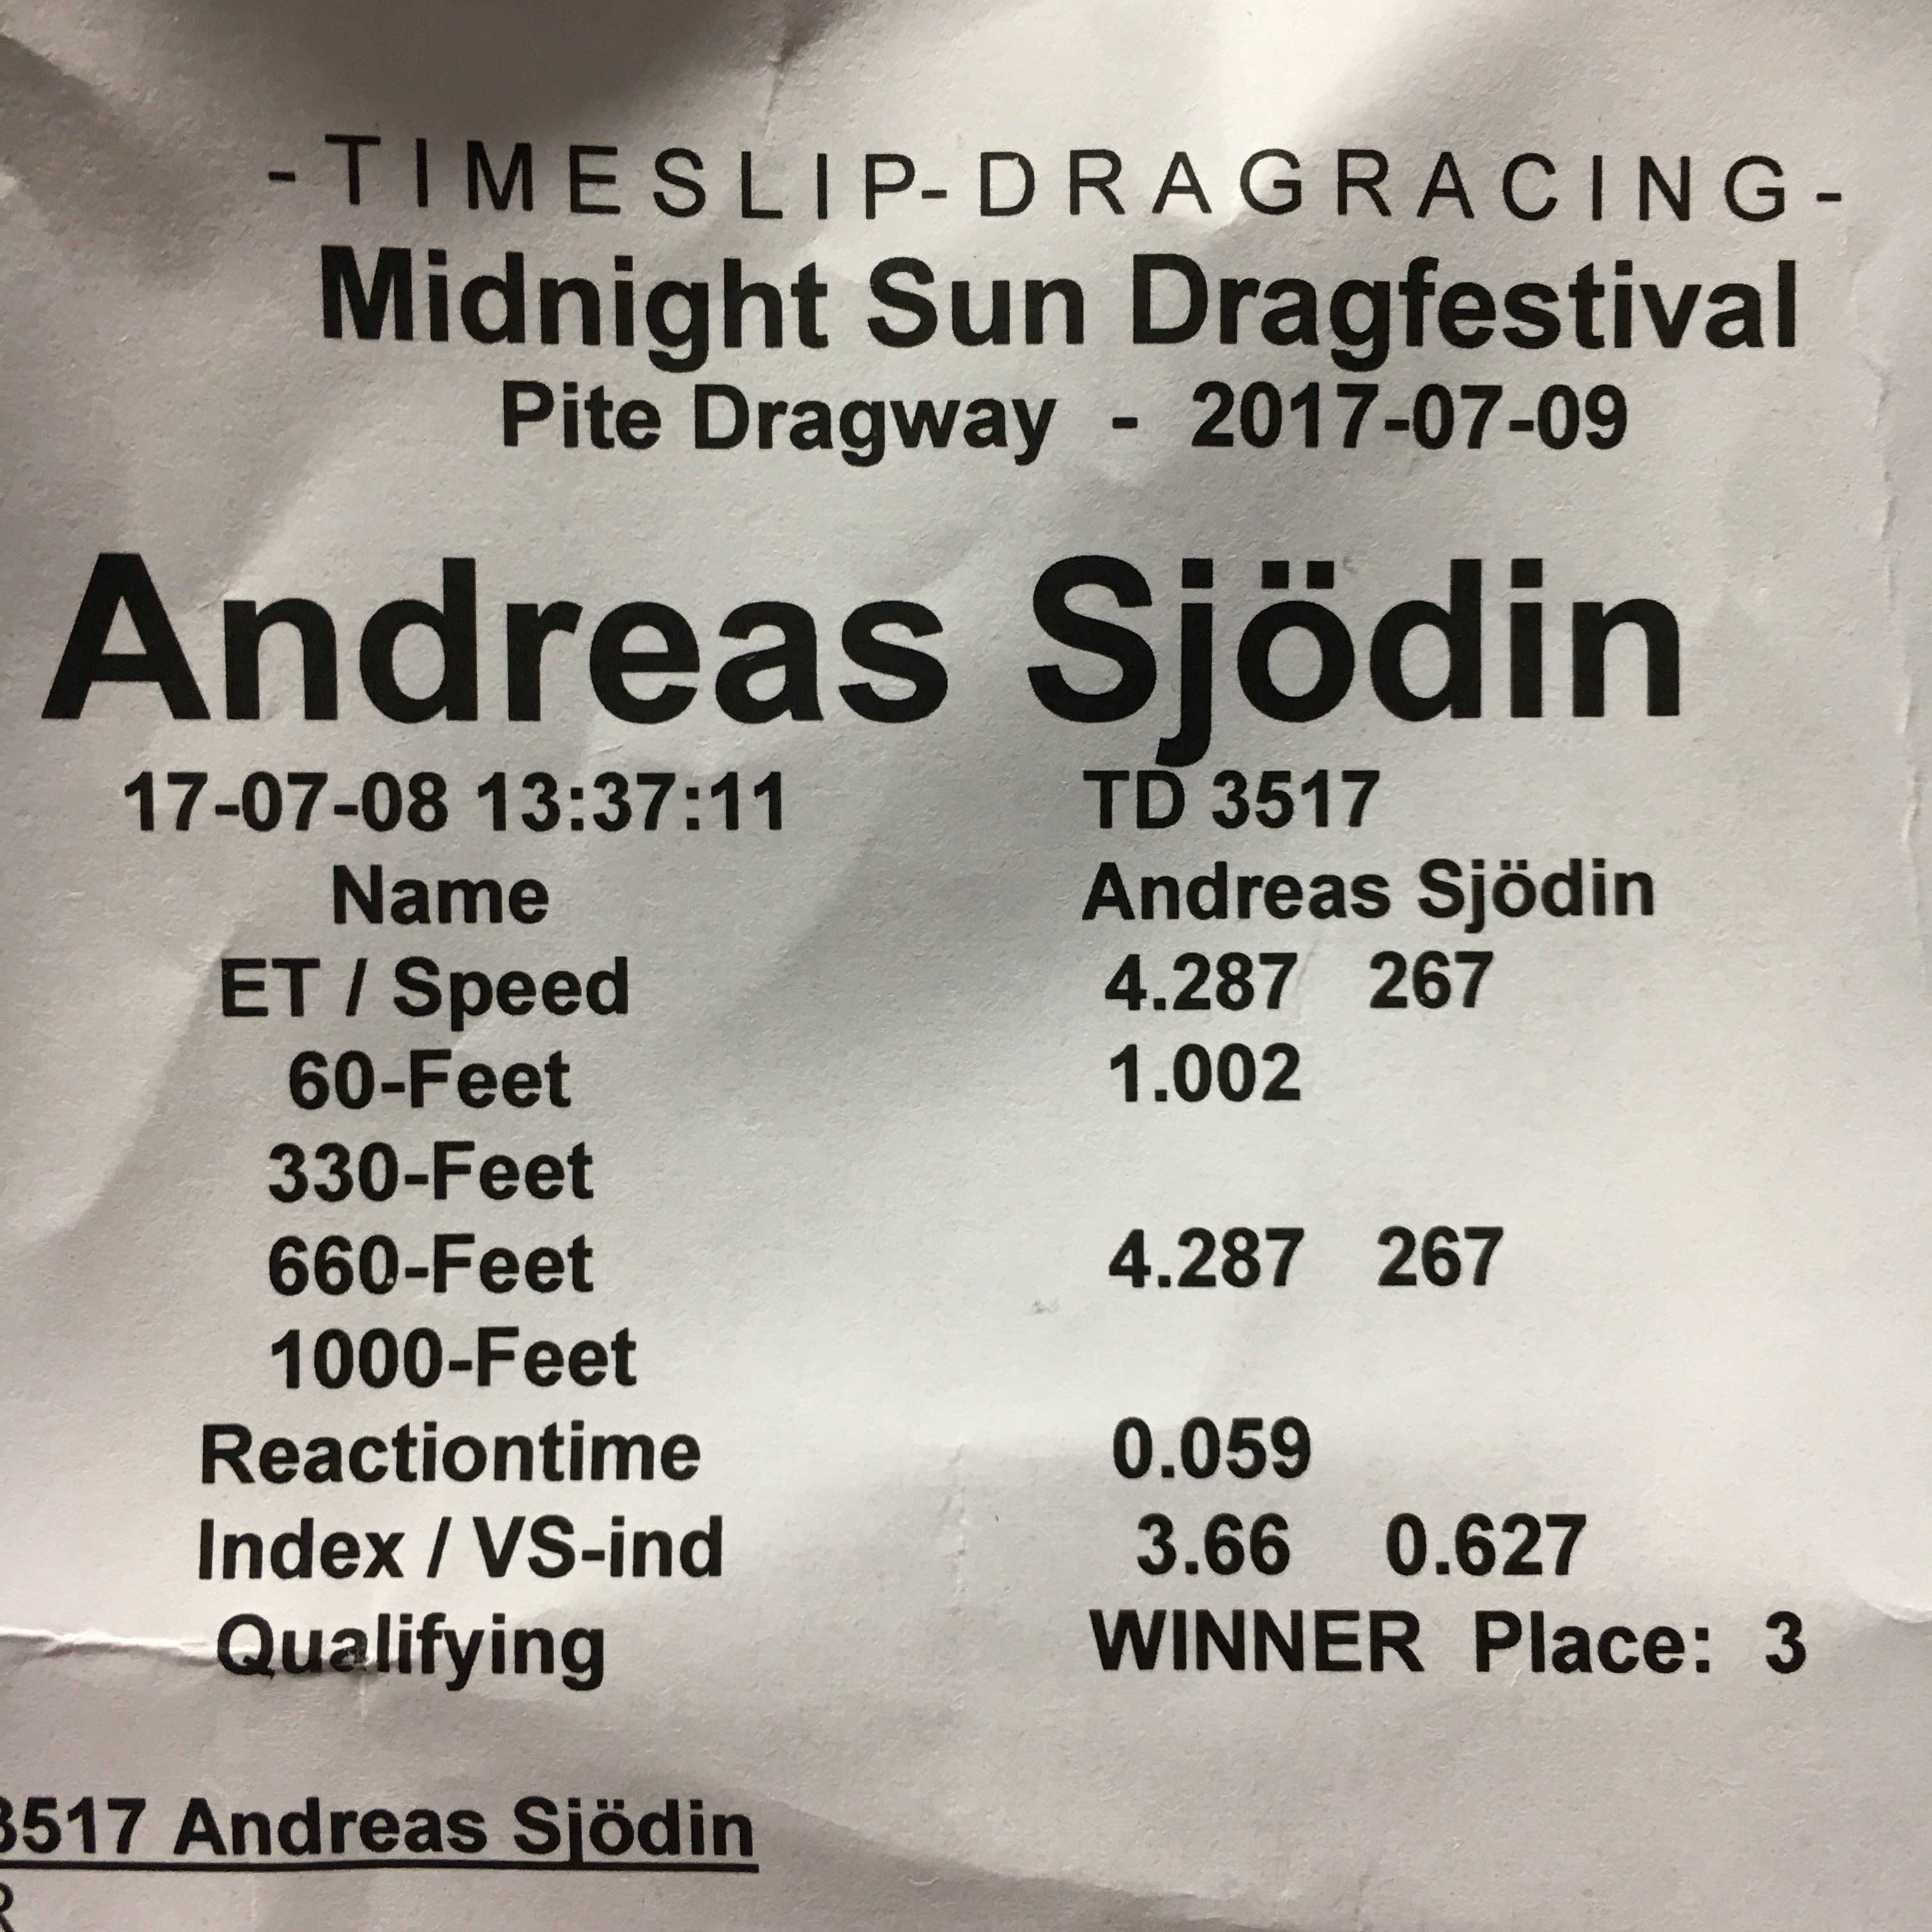 -TIMESLIP-DRAGRACING-
Midnight Sun Dragfestival
Pite Dragway - 2017-07-09
Andreas Sjödin
17-07-08 13:37:11 TD 3517
Name Andreas Sjödin
ET / Speed 4.287 267
60-Feet 1.002
330-Feet
660-Feet 4.287 267
1000-Feet
Reactiontime 0.059
Index / VS-ind 3.66 0.627
Qualifying WINNER Place: 3
3517 Andreas Sjödin